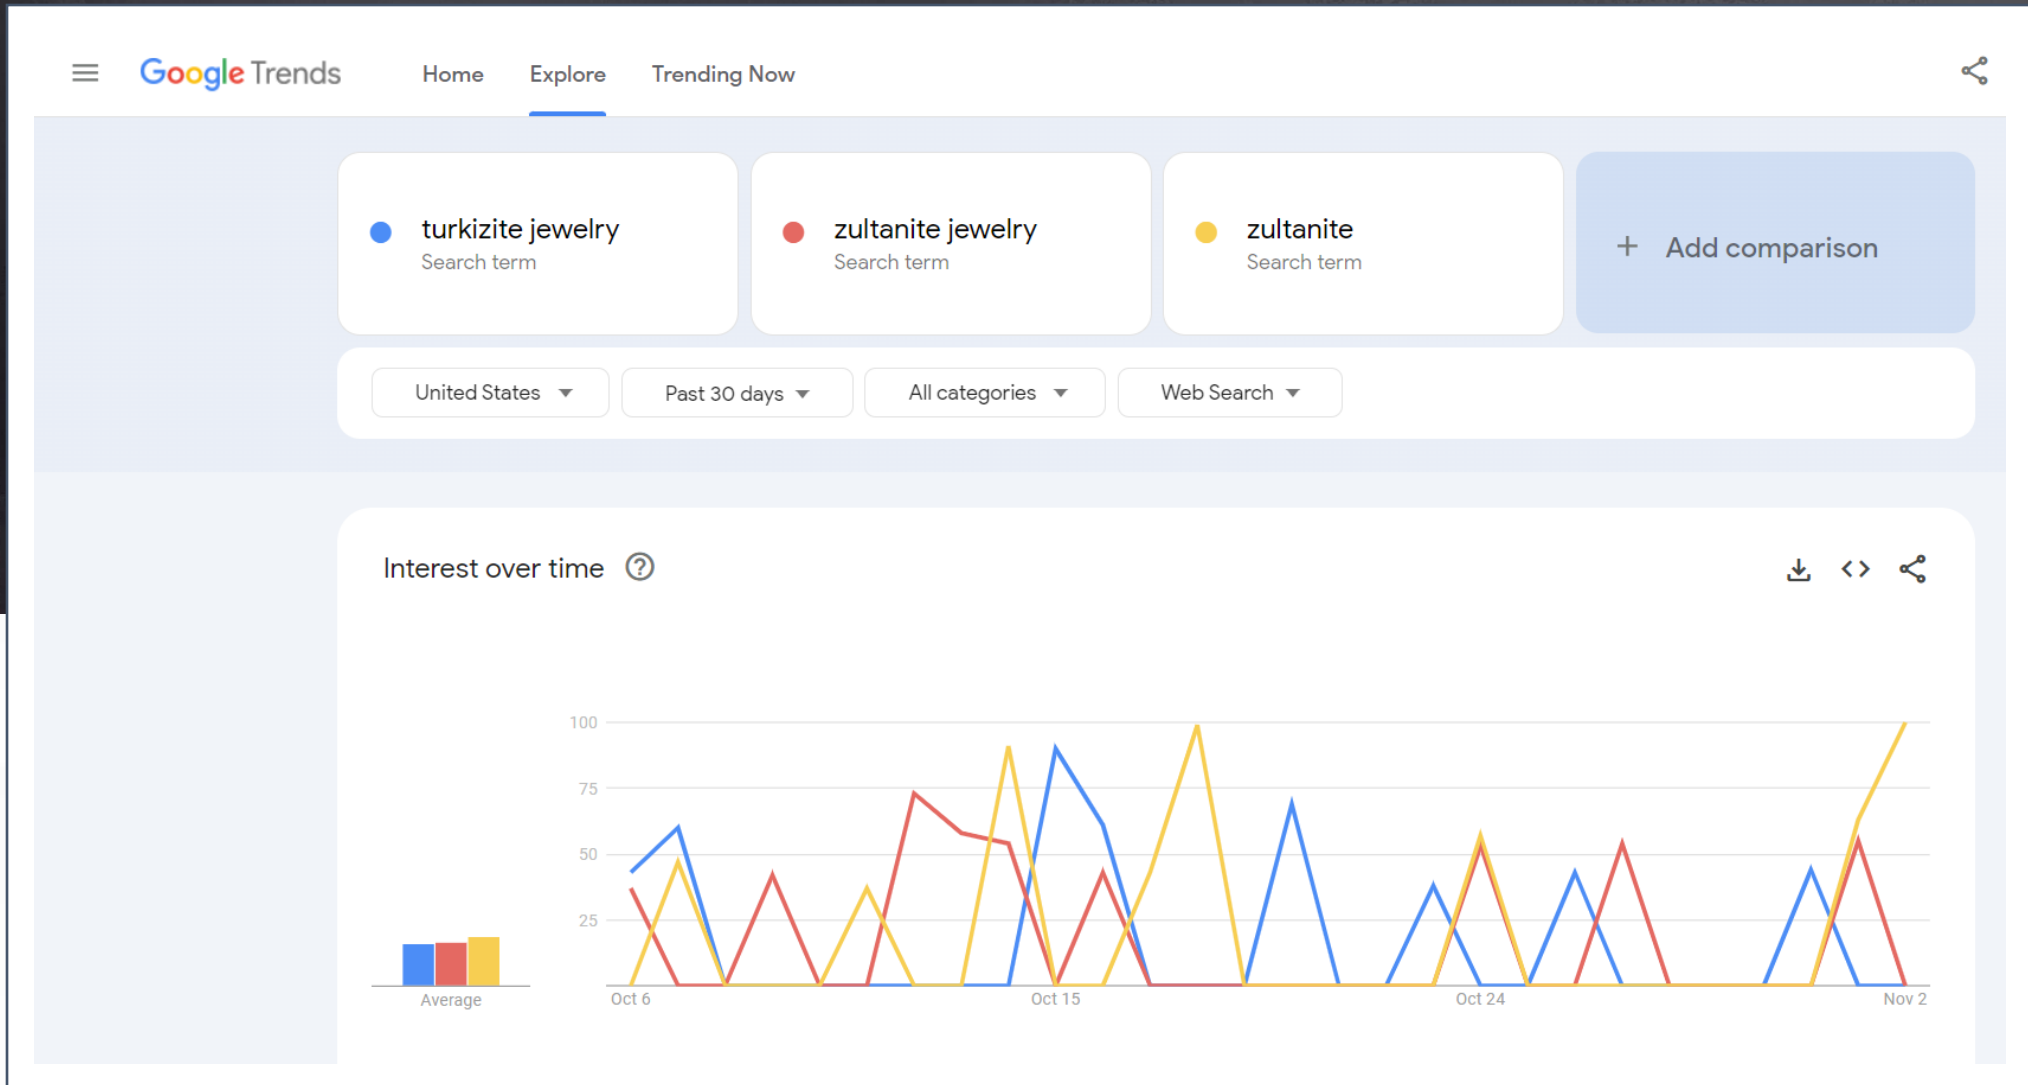 Google Trends Home Explore Trending Now
turkizite jewelry
Search term
zultanite jewelry
Search term
zultanite
Search term
+ Add comparison
United States Past 30 days All categories Web Search
Interest over time ?
100
75
50
25
Average
Oct 6 Oct 15 Oct 24 Nov 2